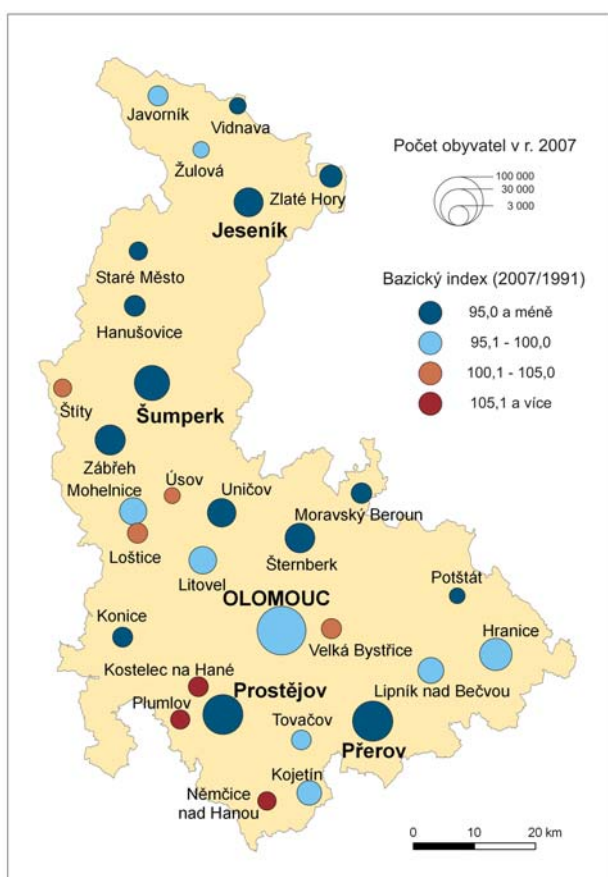 Javorník
Vidnava
Žulová
Zlaté Hory
Jeseník
Počet obyvatel v r. 2007
100 000
30 000
3 000
Staré Město
Hanušovice
Bazický index (2007/1991)
95,0 a méně
95,1 - 100,0
100,1 - 105,0
105,1 a více
Štíty
Šumperk
Zábřeh
Mohelnice
Úsov
Uničov
Moravský Beroun
Loštice
Šternberk
Litovel
Potštát
OLOMOUC
Konice
Hranice
Velká Bystřice
Kostelec na Hané
Lipník nad Bečvou
Plumlov
Prostějov
Tovačov
Přerov
Kojetín
Němčice
nad Hanou
0 10 20 km